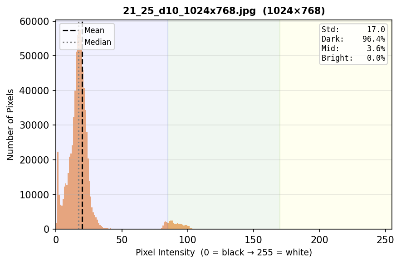 21_25_d10_1024x768.jpg  (1024×768)
Mean
Median
Std: 17.0
Dark: 96.4%
Mid: 3.6%
Bright: 0.0%
Number of Pixels
60000
50000
40000
30000
20000
10000
0
0 50 100 150 200 250
Pixel Intensity  (0 = black → 255 = white)